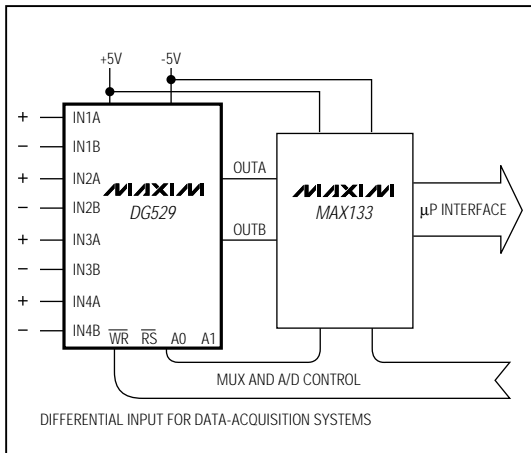 +5V -5V
+ IN1A
− IN1B
+ IN2A
− IN2B
+ IN3A
− IN3B
+ IN4A
− IN4B
MAXIM
DG529
WR RS A0 A1
OUTA
OUTB
MAXIM
MAX133
µP INTERFACE
MUX AND A/D CONTROL
DIFFERENTIAL INPUT FOR DATA-ACQUISITION SYSTEMS